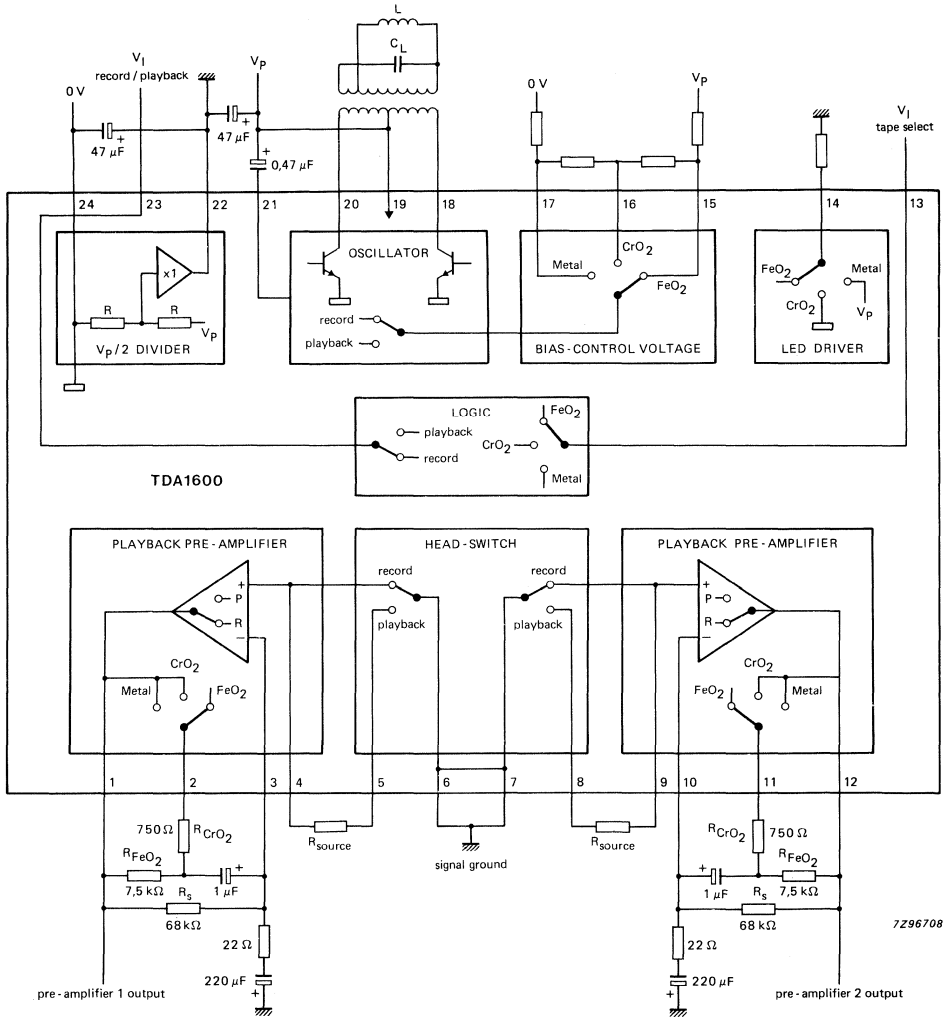 L
C_L
V_I
record / playback
V_P
0 V
47 µF
+
47 µF
+
+
0,47 µF
0 V
V_P
V_I
tape select
24
23
22
21
20
19
18
17
16
15
14
13
x1
R
R
V_P
V_P/2 DIVIDER
OSCILLATOR
record
playback
Metal
CrO2
FeO2
BIAS-CONTROL VOLTAGE
FeO2
Metal
CrO2
V_P
LED DRIVER
LOGIC
playback
record
FeO2
CrO2
Metal
TDA1600
PLAYBACK PRE-AMPLIFIER
+
P
R
−
CrO2
Metal
FeO2
HEAD-SWITCH
record
playback
record
playback
PLAYBACK PRE-AMPLIFIER
+
P
R
−
CrO2
FeO2
Metal
1
2
3
4
5
6
7
8
9
10
11
12
750 Ω
R_CrO2
R_FeO2
7,5 kΩ
+
1 µF
R_s
68 kΩ
22 Ω
220 µF
+
pre-amplifier 1 output
R_source
signal ground
R_source
R_CrO2
750 Ω
R_FeO2
+
1 µF
R_s
7,5 kΩ
68 kΩ
22 Ω
220 µF
+
pre-amplifier 2 output
7Z96708